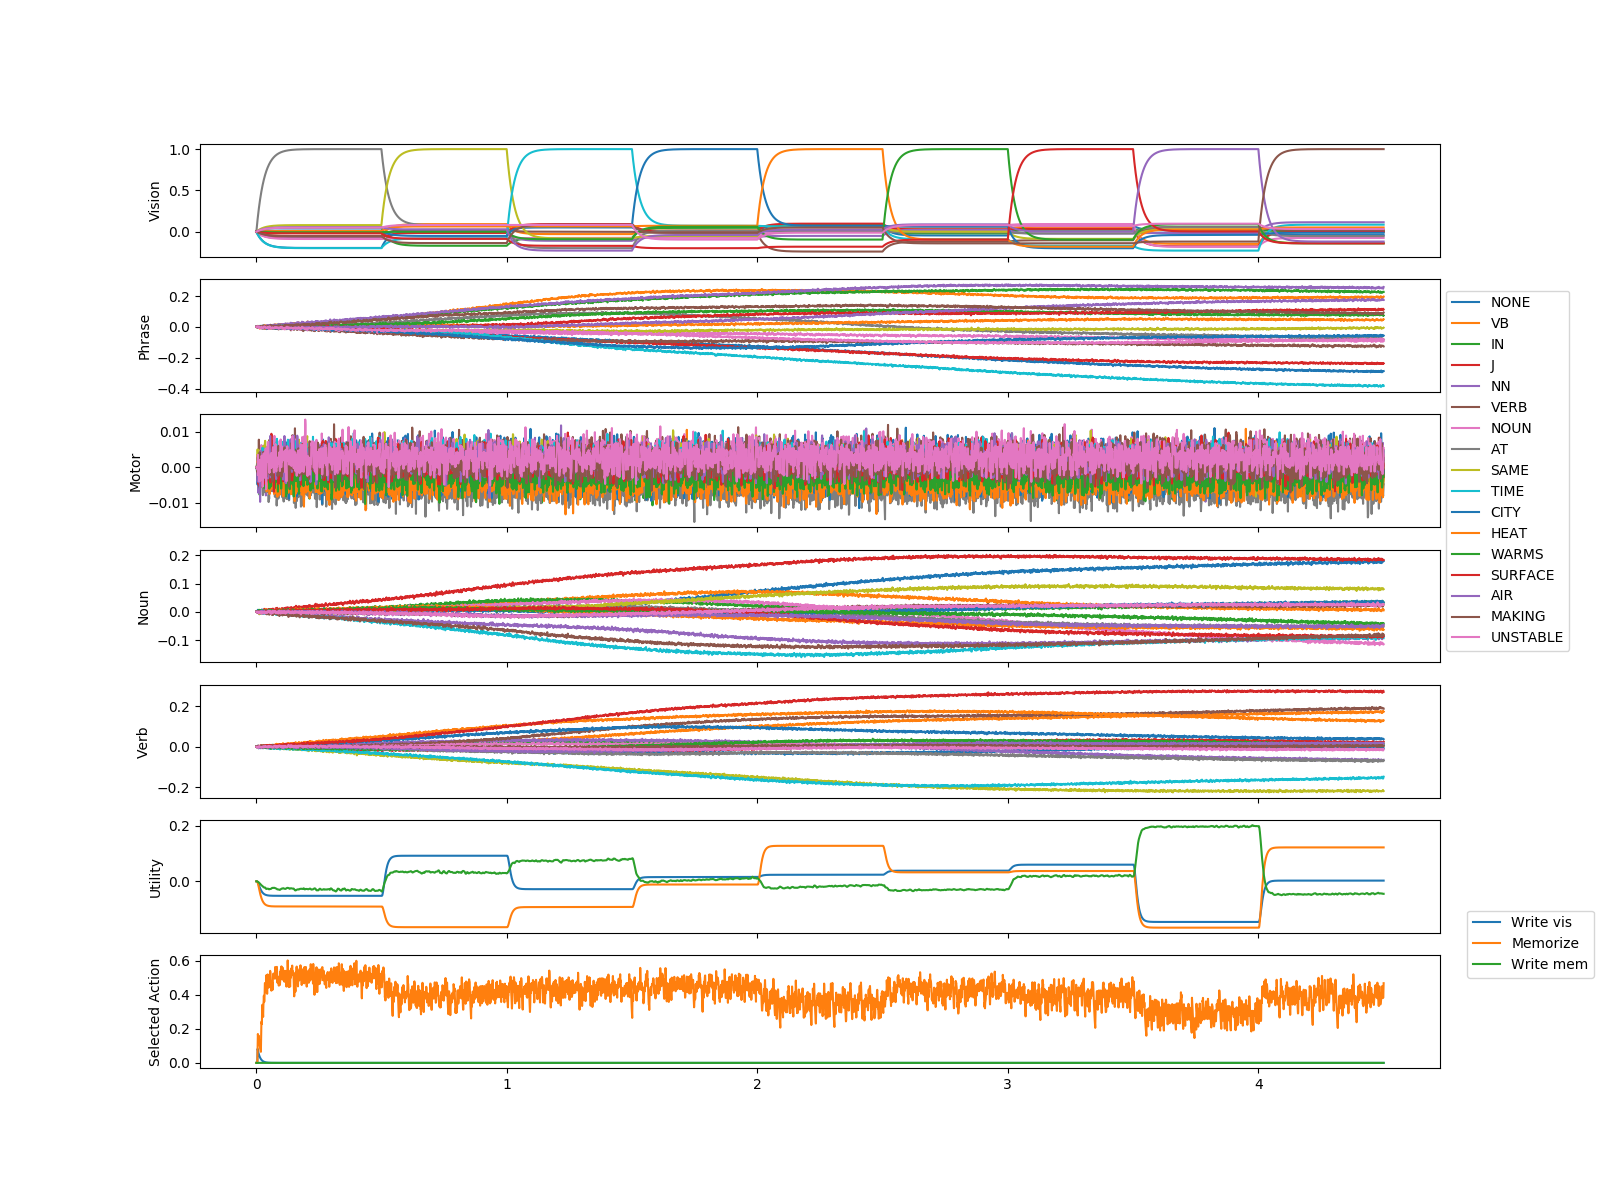 1.0
0.5
0.0
Vision
0.2
0.0
−0.2
−0.4
Phrase
0.01
0.00
−0.01
Motor
0.2
0.1
0.0
−0.1
Noun
0.2
0.0
−0.2
Verb
0.2
0.0
Utility
0.6
0.4
0.2
0.0
Selected Action
0 1 2 3 4
NONE
VB
IN
J
NN
VERB
NOUN
AT
SAME
TIME
CITY
HEAT
WARMS
SURFACE
AIR
MAKING
UNSTABLE
Write vis
Memorize
Write mem